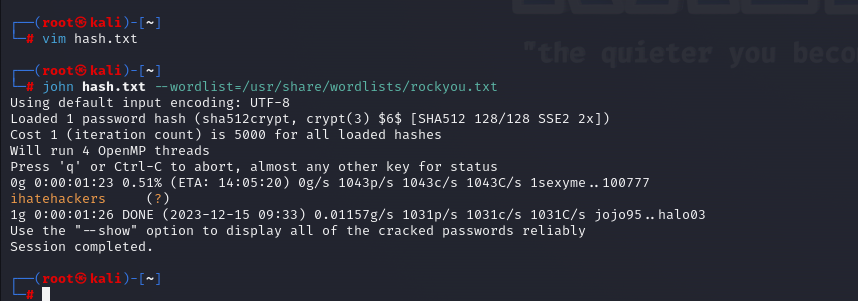 ┌──(root㉿kali)-[~]
└─# vim hash.txt
"the quieter you beco
┌──(root㉿kali)-[~]
└─# john hash.txt --wordlist=/usr/share/wordlists/rockyou.txt
Using default input encoding: UTF-8
Loaded 1 password hash (sha512crypt, crypt(3) $6$ [SHA512 128/128 SSE2 2x])
Cost 1 (iteration count) is 5000 for all loaded hashes
Will run 4 OpenMP threads
Press 'q' or Ctrl-C to abort, almost any other key for status
0g 0:00:01:23 0.51% (ETA: 14:05:20) 0g/s 1043p/s 1043c/s 1043C/s 1sexyme..100777
ihatehackers     (?)
1g 0:00:01:26 DONE (2023-12-15 09:33) 0.01157g/s 1031p/s 1031c/s 1031C/s jojo95..halo03
Use the "--show" option to display all of the cracked passwords reliably
Session completed.
┌──(root㉿kali)-[~]
└─#